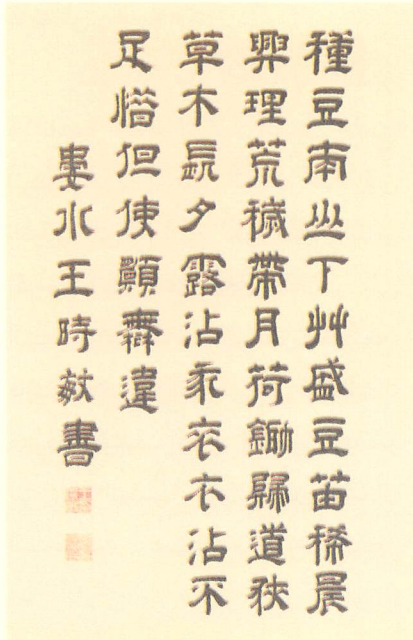 種豆南山下艸盛豆苗稀晨
興理荒穢帶月荷鋤歸道狹
草木長夕露沾我衣衣沾不
足惜但使願無違
婁水王時敏書